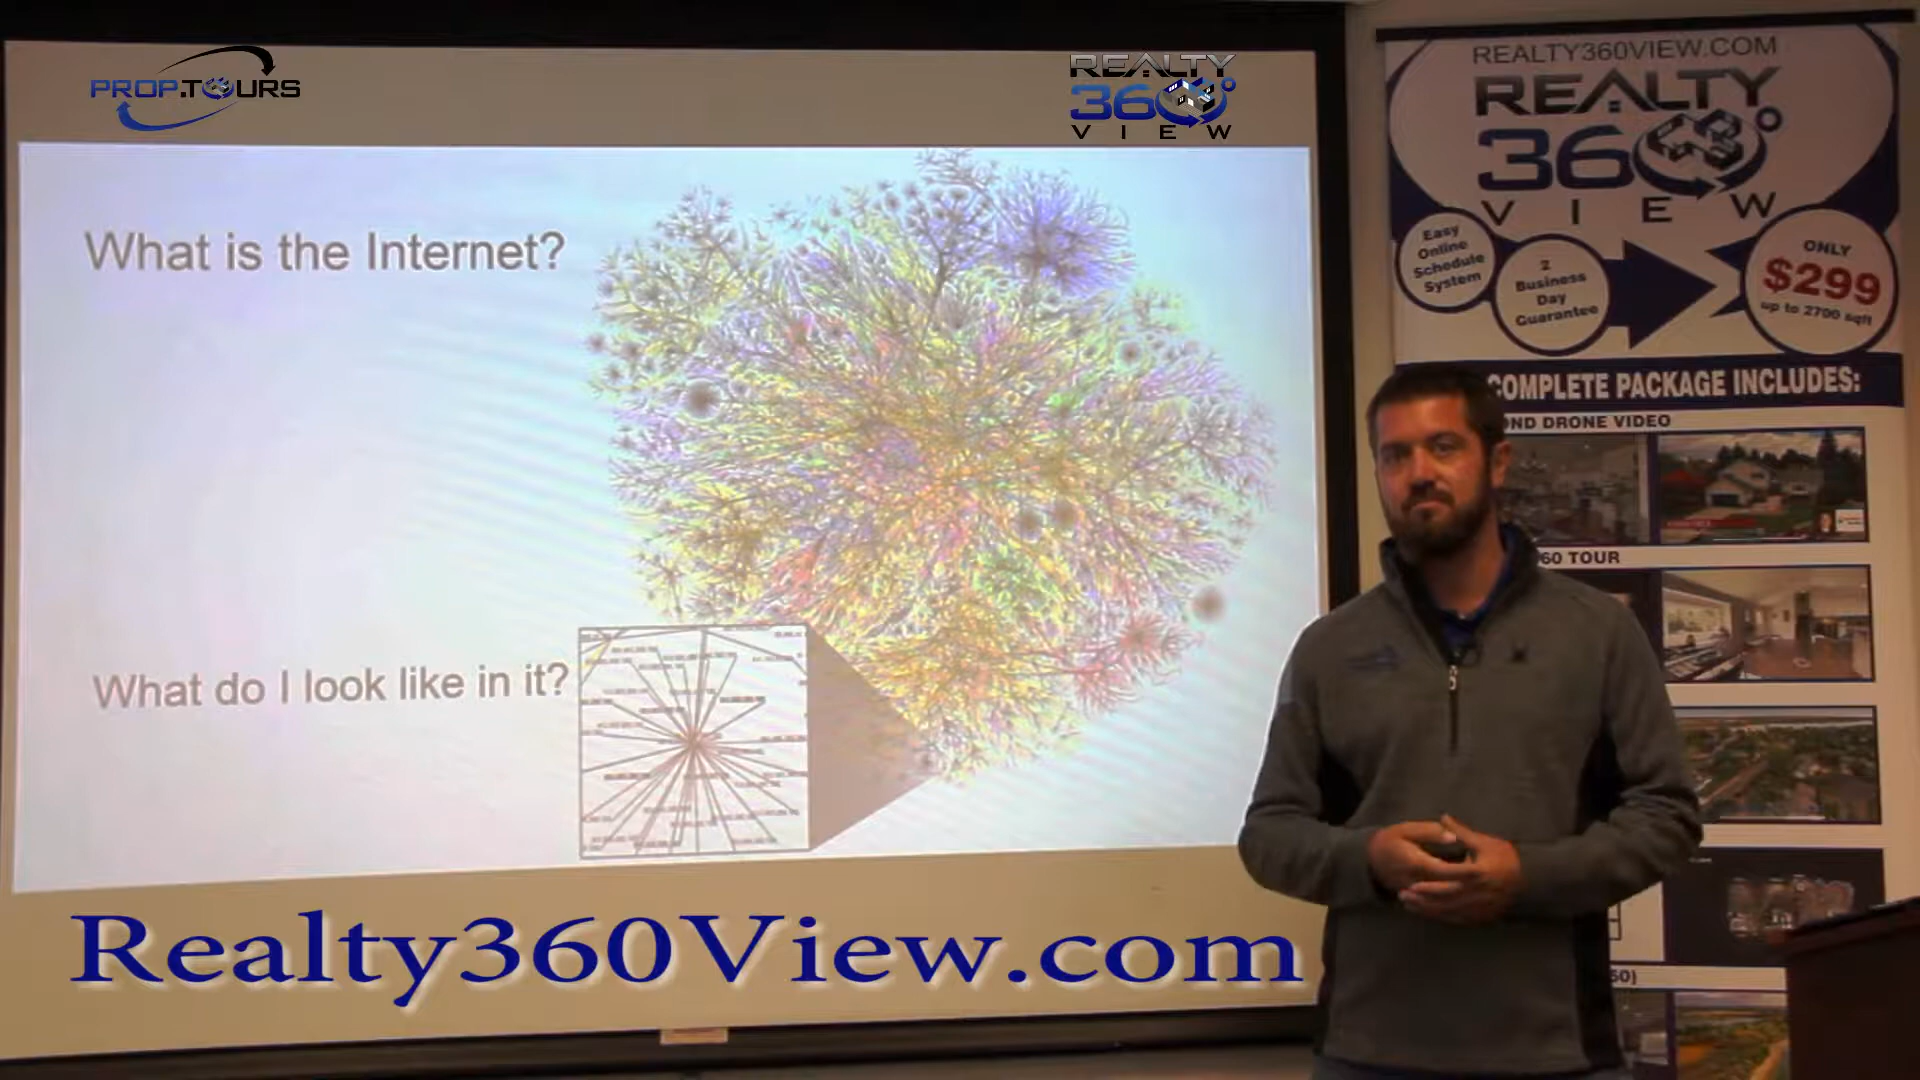 PROP.TOURS
REALTY
360°
VIEW
What is the Internet?
What do I look like in it?
Realty360View.com
REALTY360VIEW.COM
REALTY
360°
VIEW
Easy
Online
Schedule
System
2
Business
Day
Guarantee
ONLY
$299
up to 2700 sqft
COMPLETE PACKAGE INCLUDES:
DRONE VIDEO
60 TOUR